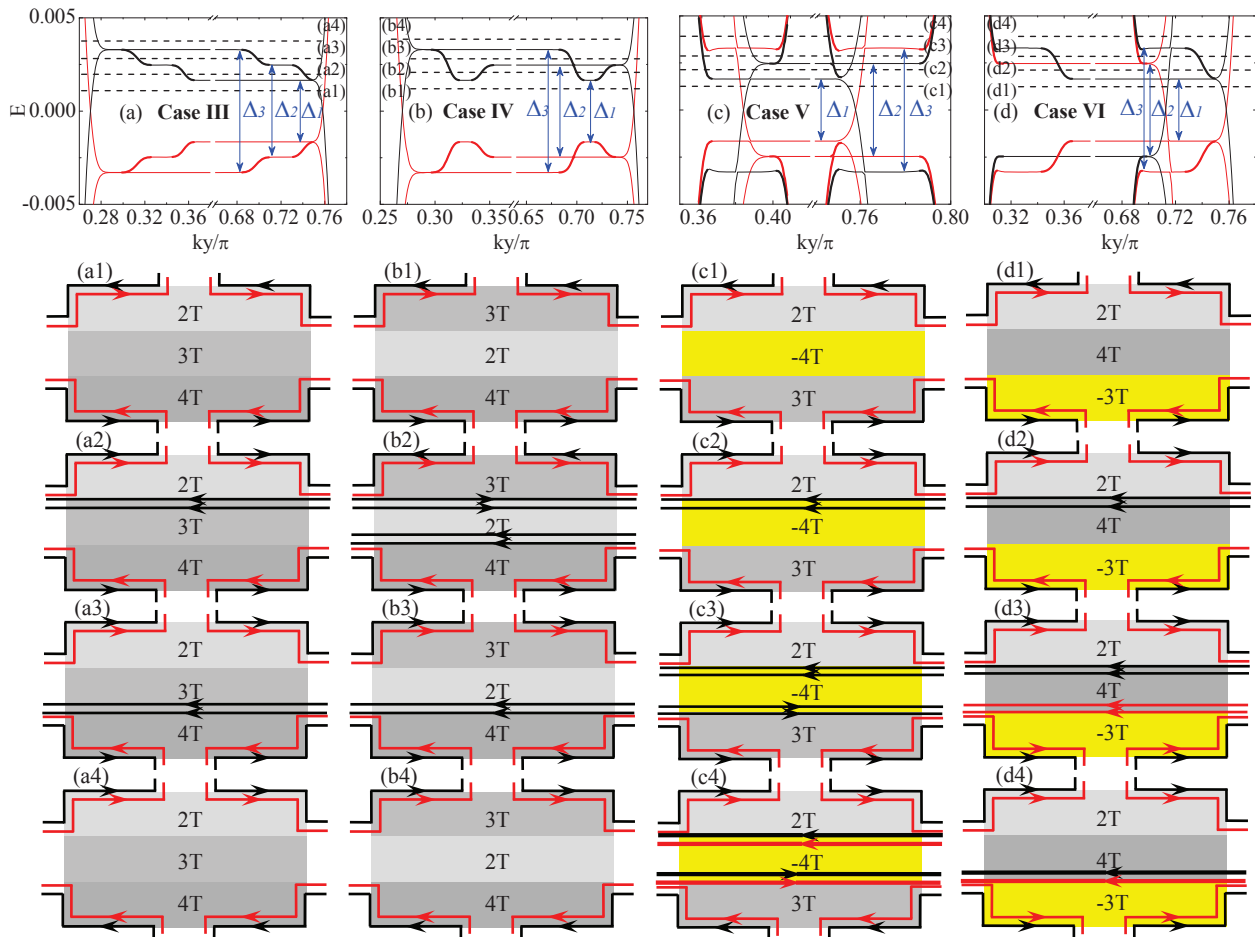 0.005
0.000
-0.005
E
(a4)
(a3)
(a2)
(a1)
(a) Case III Δ3 Δ2 Δ1
0.28 0.32 0.36 0.68 0.72 0.76
ky/π
(b4)
(b3)
(b2)
(b1)
(b) Case IV Δ3 Δ2 Δ1
0.25 0.30 0.35 0.70 0.75
ky/π
(c4)
(c3)
(c2)
(c1)
(c) Case V Δ1 Δ2 Δ3
0.36 0.40 0.76 0.80
ky/π
(d4)
(d3)
(d2)
(d1)
(d) Case VI Δ3 Δ2 Δ1
0.32 0.36 0.68 0.72 0.76
ky/π
(a1) (b1) (c1) (d1)
2T 3T 2T 2T
3T 2T -4T 4T
4T 4T 3T -3T
(a2) (b2) (c2) (d2)
2T 3T 2T 2T
3T 2T -4T 4T
4T 4T 3T -3T
(a3) (b3) (c3) (d3)
2T 3T 2T 2T
3T 2T -4T 4T
4T 4T 3T -3T
(a4) (b4) (c4) (d4)
2T 3T 2T 2T
3T 2T -4T 4T
4T 4T 3T -3T